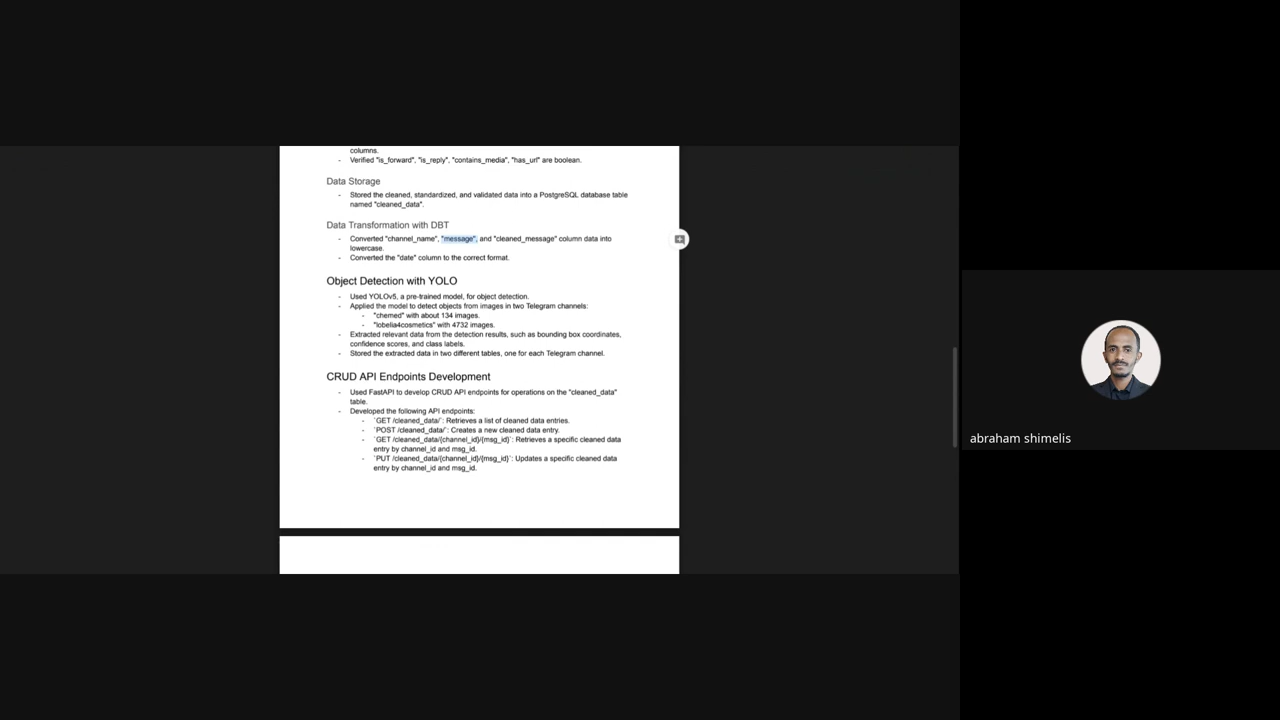 columns.
- Verified "is_forward", "is_reply", "contains_media", "has_url" are boolean.
Data Storage
- Stored the cleaned, standardized, and validated data into a PostgreSQL database table
named "cleaned_data".
Data Transformation with DBT
- Converted "channel_name", "message", and "cleaned_message" column data into
lowercase.
- Converted the "date" column to the correct format.
Object Detection with YOLO
- Used YOLOv5, a pre-trained model, for object detection.
- Applied the model to detect objects from images in two Telegram channels:
- "chemed" with about 134 images.
- "lobelia4cosmetics" with 4732 images.
- Extracted relevant data from the detection results, such as bounding box coordinates,
confidence scores, and class labels.
- Stored the extracted data in two different tables, one for each Telegram channel.
CRUD API Endpoints Development
- Used FastAPI to develop CRUD API endpoints for operations on the "cleaned_data"
table.
- Developed the following API endpoints:
- `GET /cleaned_data/`: Retrieves a list of cleaned data entries.
- `POST /cleaned_data/`: Creates a new cleaned data entry.
- `GET /cleaned_data/{channel_id}/{msg_id}`: Retrieves a specific cleaned data
entry by channel_id and msg_id.
- `PUT /cleaned_data/{channel_id}/{msg_id}`: Updates a specific cleaned data
entry by channel_id and msg_id.
abraham shimelis